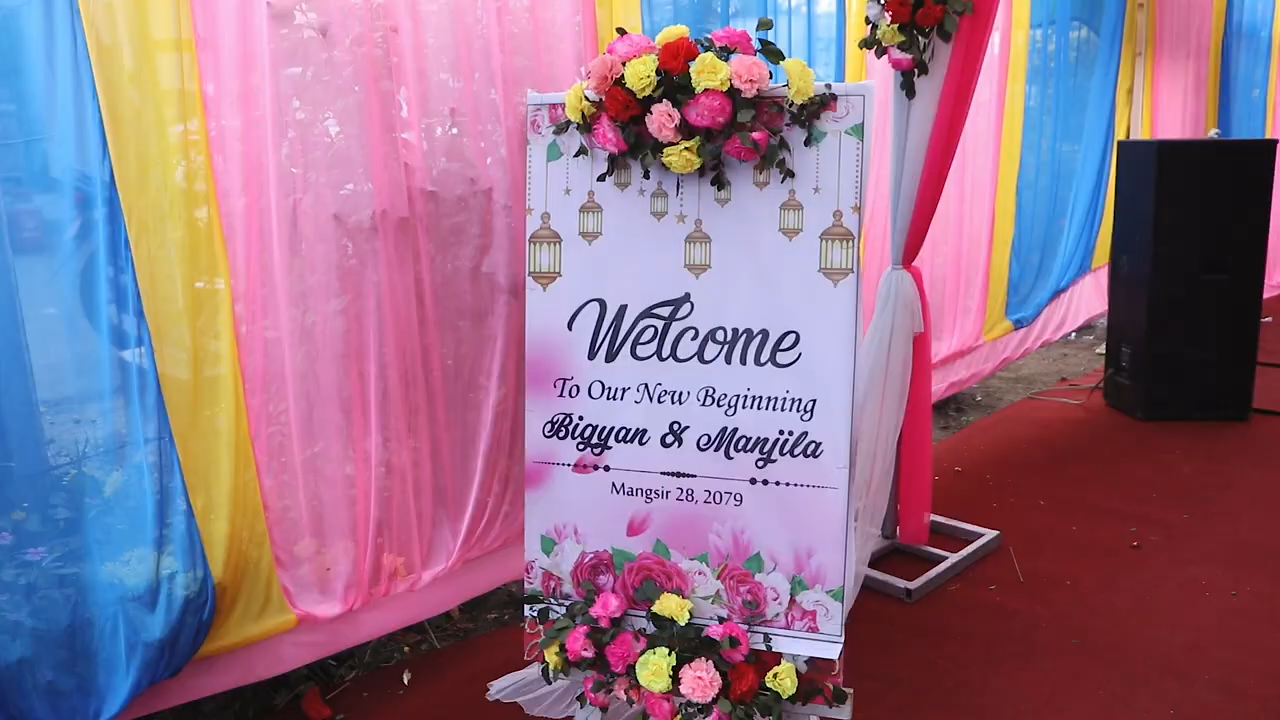 Welcome
To Our New Beginning
Bigyan & Manjila
Mangsir 28, 2079